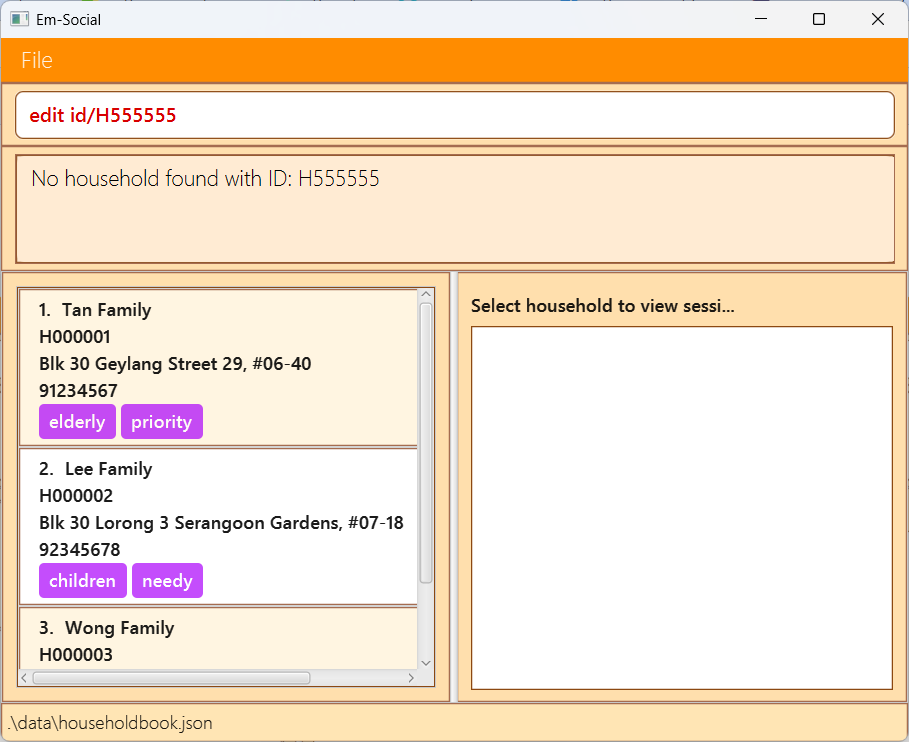 Em-Social
File
edit id/H555555
No household found with ID: H555555
1. Tan Family
H000001
Blk 30 Geylang Street 29, #06-40
91234567
elderly priority
2. Lee Family
H000002
Blk 30 Lorong 3 Serangoon Gardens, #07-18
92345678
children needy
3. Wong Family
H000003
Select household to view sessi...
.\data\householdbook.json